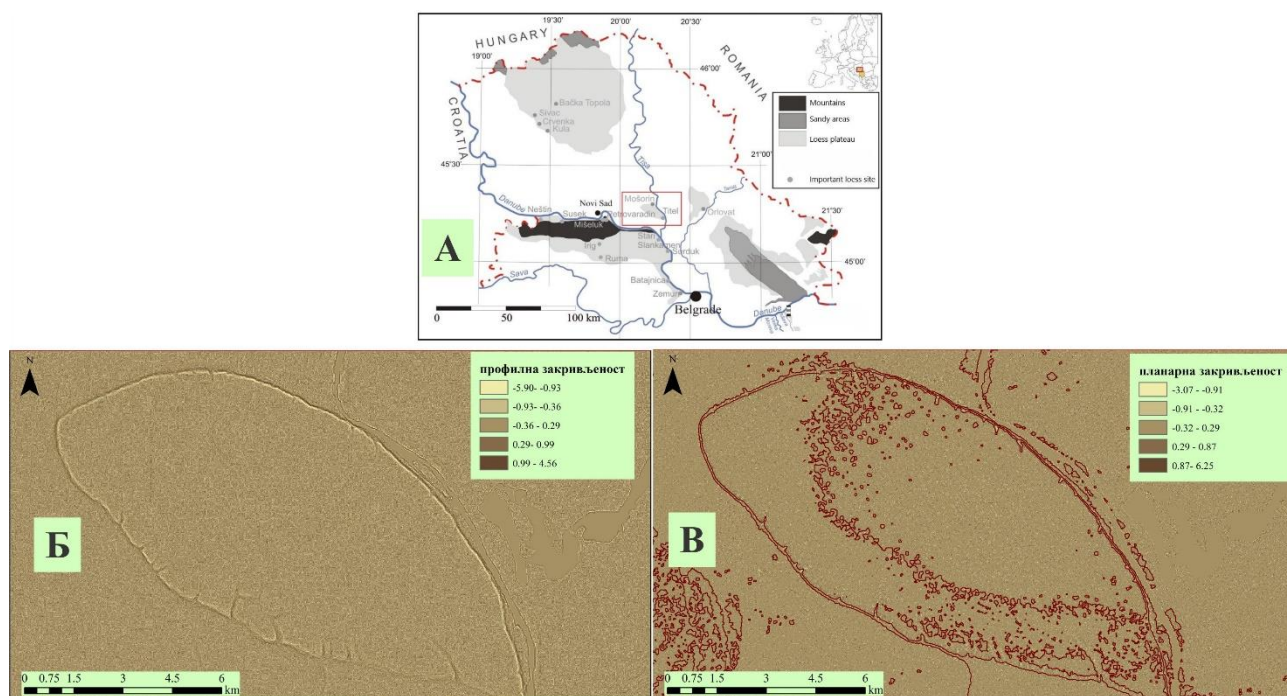 19°30'
20°00'
20°30'
HUNGARY
19°00'
46°00'
ROMANIA
CROATIA
Mountains
Sandy areas
Loess plateau
Important loess site
Bačka Topola
Sivac
Crvenka
Kula
Tisa
21°00'
45°30'
Danube
Neštin
Susek
Novi Sad
Petrovaradin
Mošorin
Titel
Orlovat
21°30'
Mišeluk
Stari
Slankamen
Surduk
Irig
Ruma
A
45°00'
Sava
Batajnica
Zemun
Belgrade
Danube
0 50 100 km
N
профилна закривљеност
-5.90- -0.93
-0.93- -0.36
-0.36 - 0.29
0.29- 0.99
0.99 - 4.56
Б
0 0.75 1.5 3 4.5 6
km
N
планарна закривљеност
-3.07 - -0.91
-0.91 - -0.32
-0.32 - 0.29
0.29 - 0.87
0.87- 6.25
В
0 0.75 1.5 3 4.5 6
km